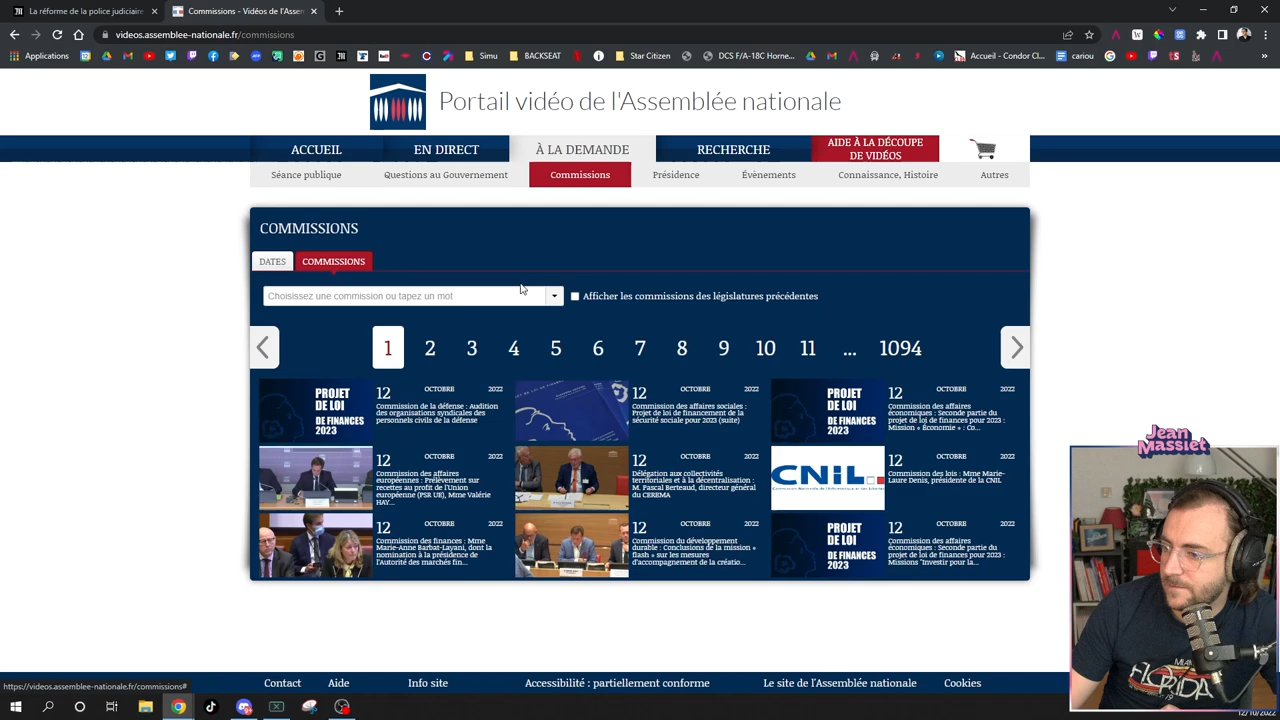 La réforme de la police judiciaire
Commissions - Vidéos de l'Assem
videos.assemblee-nationale.fr/commissions
Applications
Simu
BACKSEAT
Star Citizen
DCS F/A-18C Horne...
Accueil - Condor Cl...
cariou
Portail vidéo de l'Assemblée nationale
ACCUEIL
EN DIRECT
À LA DEMANDE
RECHERCHE
AIDE À LA DÉCOUPE
DE VIDÉOS
Séance publique
Questions au Gouvernement
Commissions
Présidence
Évènements
Connaissance, Histoire
Autres
COMMISSIONS
DATES
COMMISSIONS
Choisissez une commission ou tapez un mot
Afficher les commissions des législatures précédentes
1 2 3 4 5 6 7 8 9 10 11 ... 1094
PROJET
DE LOI
DE FINANCES
2023
12 OCTOBRE 2022
Commission de la défense : Audition
des organisations syndicales des
personnels civils de la défense
12 OCTOBRE 2022
Commission des affaires sociales :
Projet de loi de financement de la
sécurité sociale pour 2023 (suite)
PROJET
DE LOI
DE FINANCES
2023
12 OCTOBRE 2022
Commission des affaires
économiques : Seconde partie du
projet de loi de finances pour 2023 :
Mission « Économie » : Co...
12 OCTOBRE 2022
Commission des affaires
européennes : Prélèvement sur
recettes au profit de l'Union
européenne (PSR UE), Mme Valérie
HAY...
12 OCTOBRE 2022
Délégation aux collectivités
territoriales et à la décentralisation :
M. Pascal Berteaud, directeur général
du CEREMA
CNIL
12 OCTOBRE 2022
Commission des lois : Mme Marie-
Laure Denis, présidente de la CNIL
12 OCTOBRE 2022
Commission des finances : Mme
Marie-Anne Barbat-Layani, dont la
nomination à la présidence de
l'Autorité des marchés fin...
12 OCTOBRE 2022
Commission du développement
durable : Conclusions de la mission «
flash » sur les mesures
d'accompagnement de la créatio...
PROJET
DE LOI
DE FINANCES
2023
12 OCTOBRE 2022
Commission des affaires
économiques : Seconde partie du
projet de loi de finances pour 2023 :
Missions "Investir pour la...
Jean
Massiet
Contact
Aide
Info site
Accessibilité : partiellement conforme
Le site de l'Assemblée nationale
Cookies
https://videos.assemblee-nationale.fr/commissions#
12/10/2022